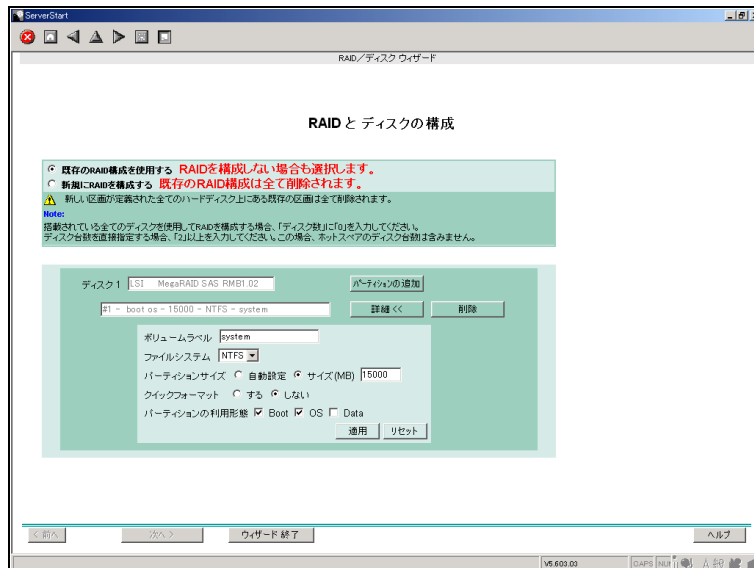 ServerStart
RAID／ディスク ウィザード
RAIDと ディスクの構成
既存のRAID構成を使用する RAIDを構成しない場合も選択します。
新規にRAIDを構成する 既存のRAID構成は全て削除されます。
新しい区画が定義された全てのハードディスク上にある既存の区画は全て削除されます。
Note:
搭載されている全てのディスクを使用してRAIDを構成する場合、「ディスク数」に「0」を入力してください。
ディスク台数を直接指定する場合、「2」以上を入力してください。この場合、ホットスペアのディスク台数は含みません。
ディスク1 LSI MegaRAID SAS RMB1.02 パーティションの追加
#1 - boot os - 15000 - NTFS - system 詳細 << 削除
ボリュームラベル system
ファイルシステム NTFS
パーティションサイズ 自動設定 サイズ(MB) 15000
クイックフォーマット する しない
パーティションの利用形態 Boot OS Data
適用 リセット
< 前へ 次へ > ウィザード 終了 ヘルプ
V5.603.03 CAPS NU